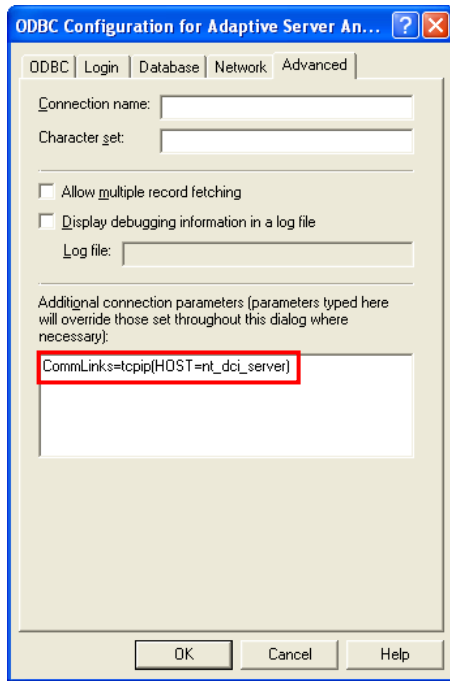 ODBC Configuration for Adaptive Server An...
ODBC Login Database Network Advanced
Connection name:
Character set:
Allow multiple record fetching
Display debugging information in a log file
Log file:
Additional connection parameters (parameters typed here
will override those set throughout this dialog where
necessary):
CommLinks=tcpip(HOST=nt_dci_server)
OK Cancel Help